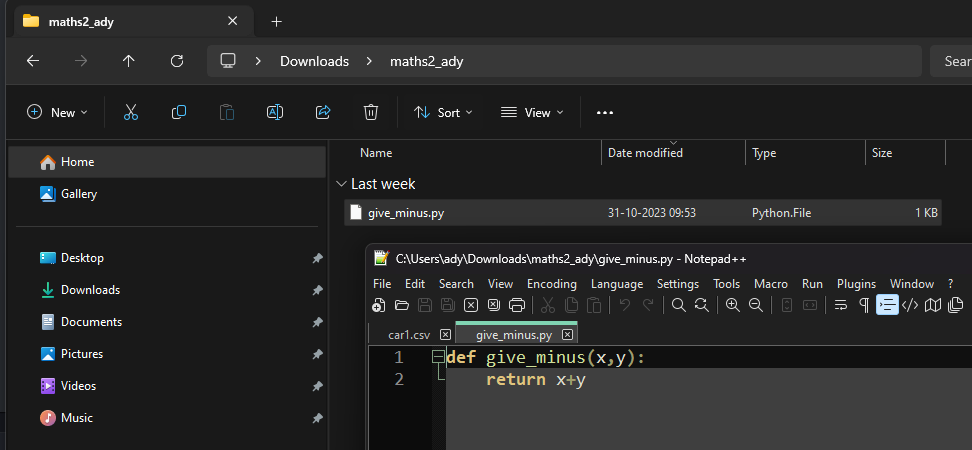 maths2_ady
Downloads > maths2_ady
Sear
New
Sort
View
Home
Gallery
Desktop
Downloads
Documents
Pictures
Videos
Music
Name Date modified Type Size
Last week
give_minus.py 31-10-2023 09:53 Python.File 1 KB
C:\Users\ady\Downloads\maths2_ady\give_minus.py - Notepad++
File Edit Search View Encoding Language Settings Tools Macro Run Plugins Window ?
car1.csv give_minus.py
1 def give_minus(x,y):
2 return x+y